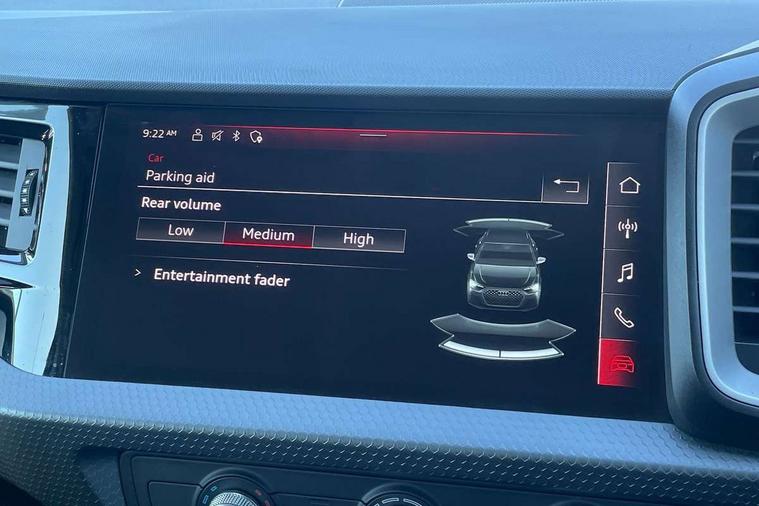 9:22 AM
Car
Parking aid
Rear volume
Low Medium High
> Entertainment fader